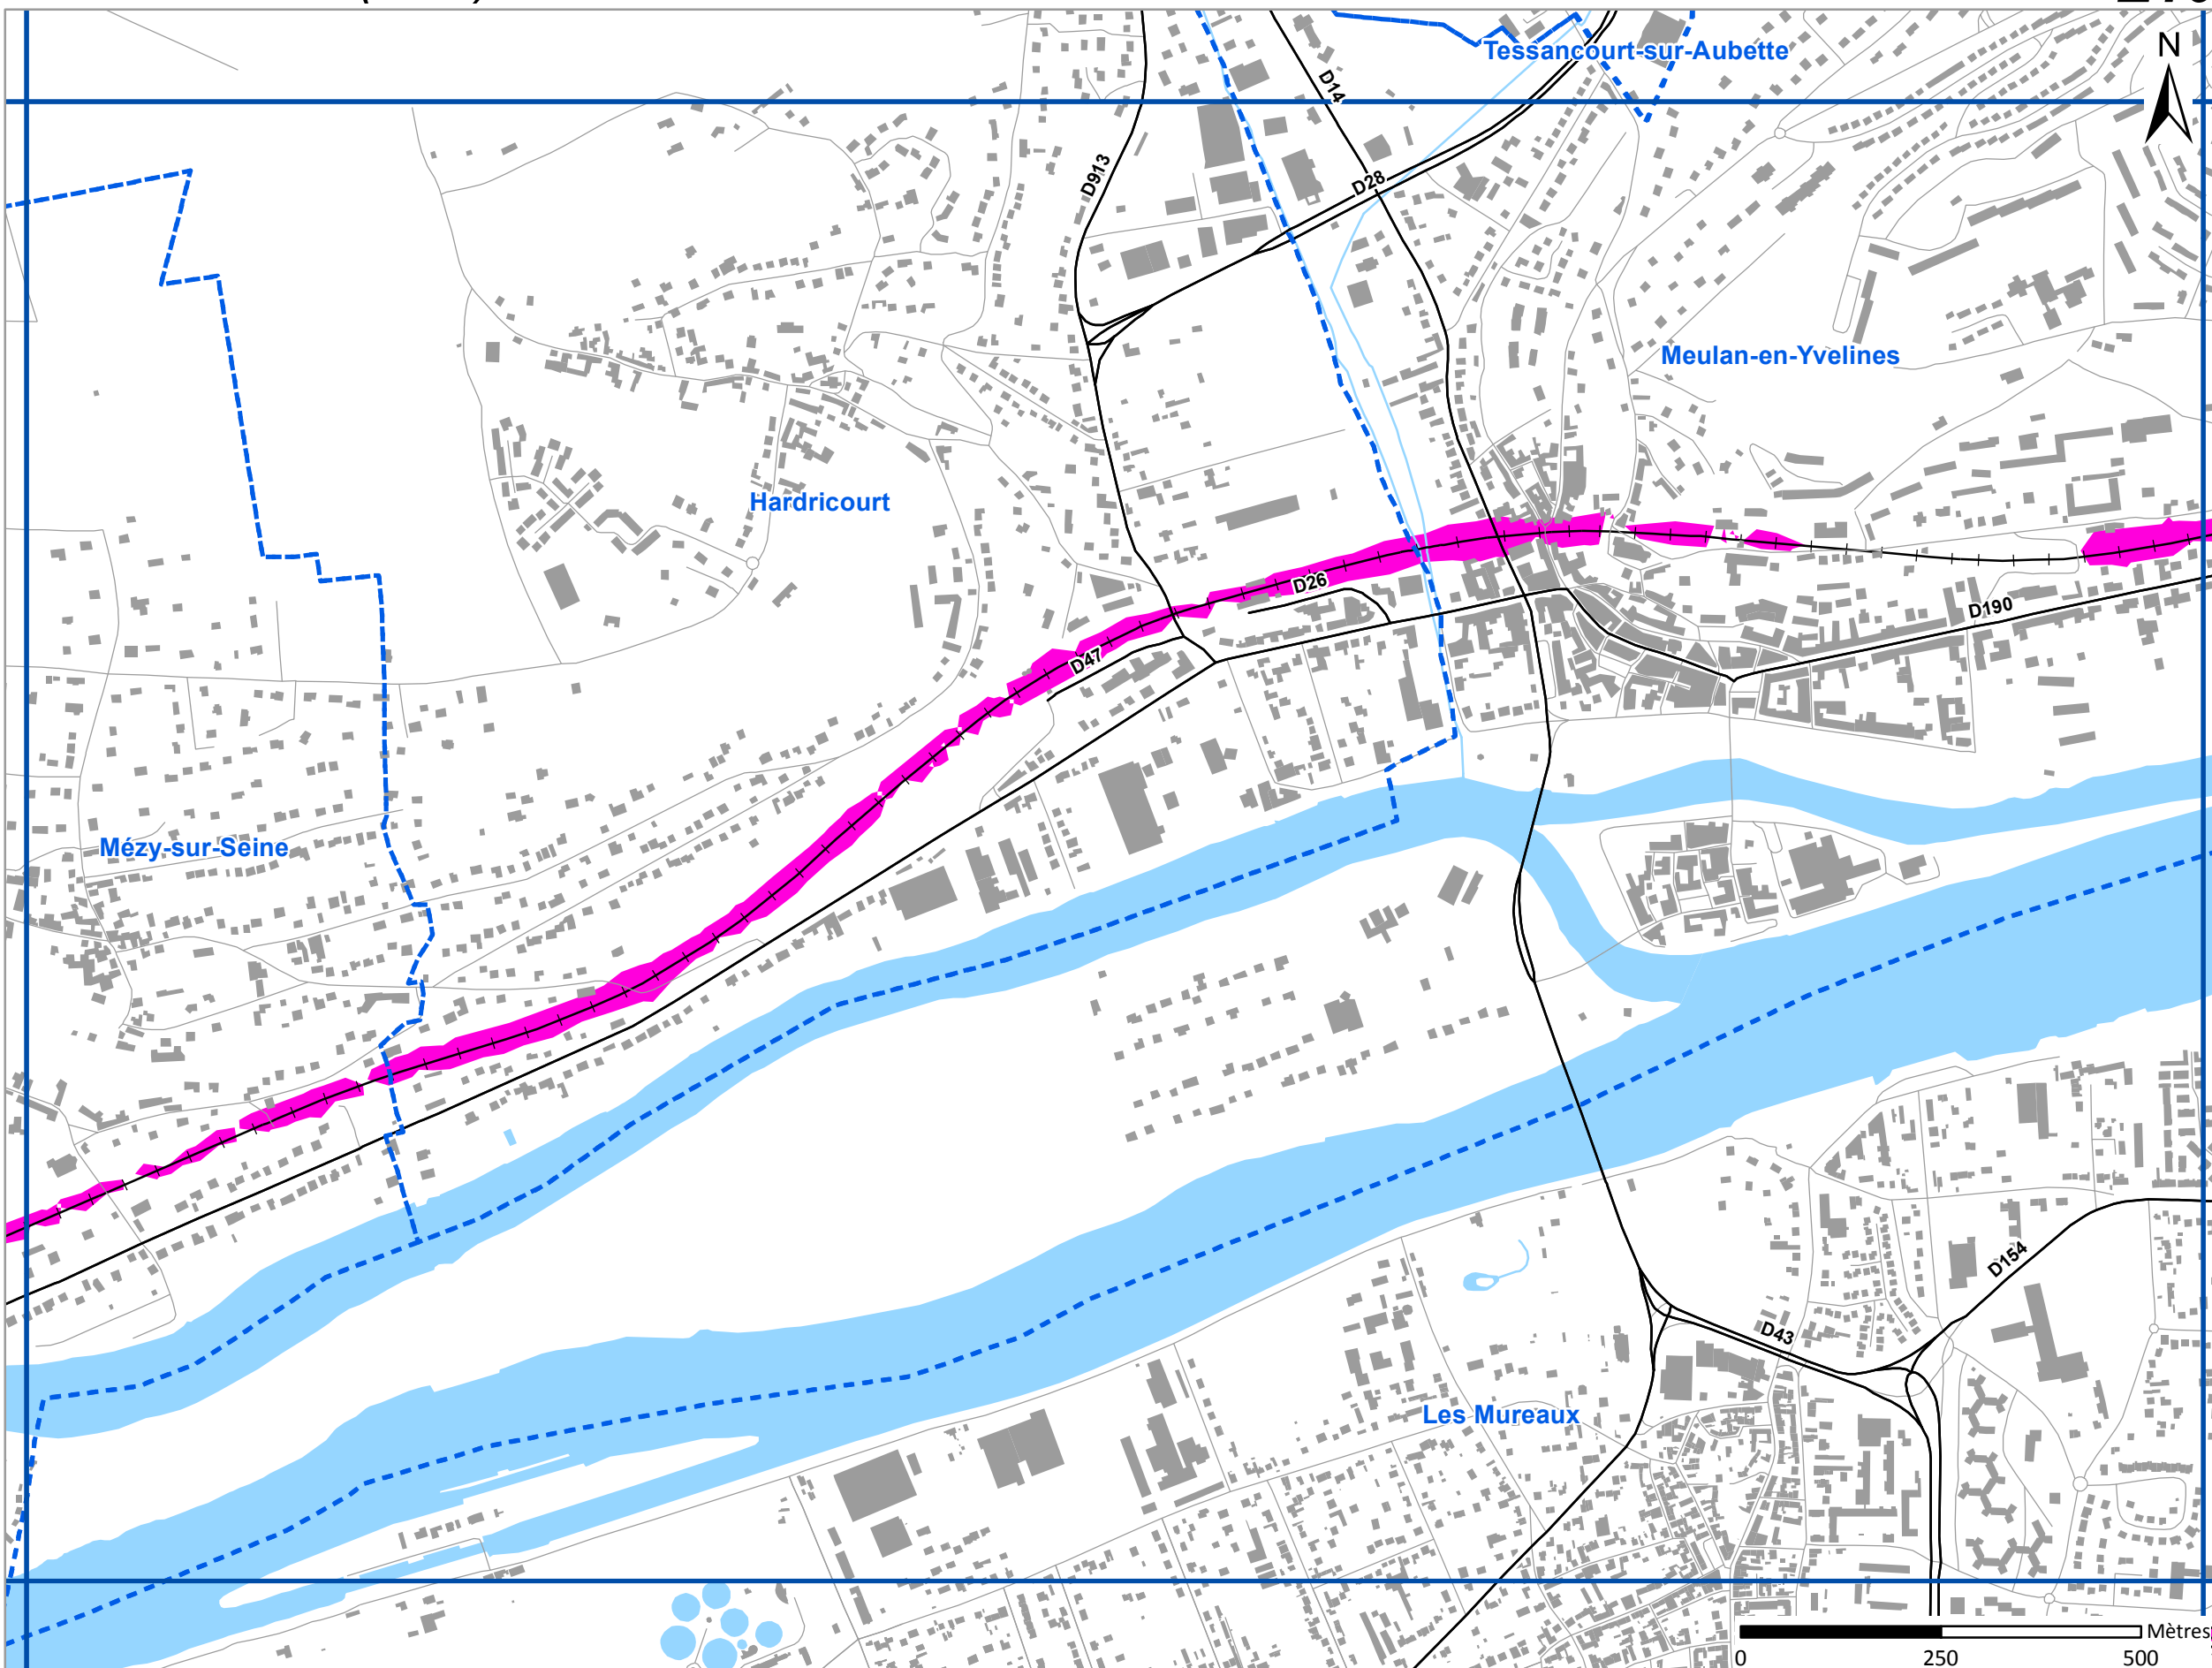 Tessancourt-sur-Aubette
N
D14
D913
D28
Meulan-en-Yvelines
Hardricourt
D26
D190
D47
Mézy-sur-Seine
D154
D43
Les Mureaux
Mètres
0 250 500